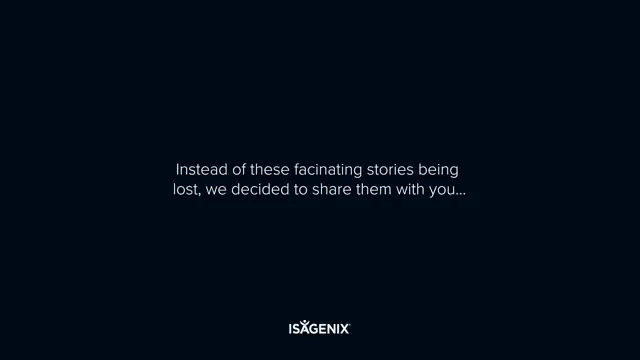 Instead of these facinating stories being
lost, we decided to share them with you...
ISAGENIX